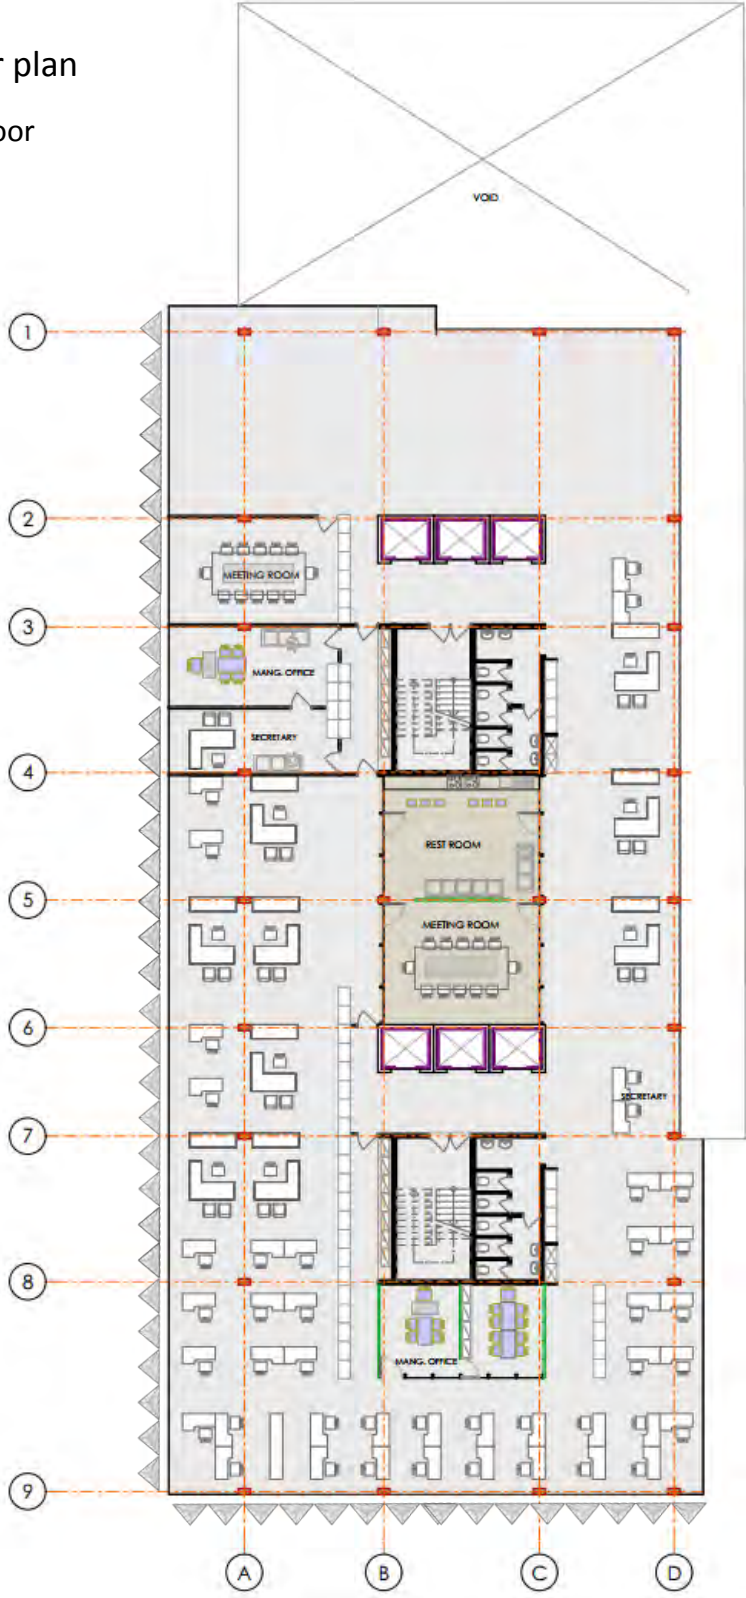 r plan
oor
VOID
1
2
MEETING ROOM
3
MANG. OFFICE
SECRETARY
4
REST ROOM
5
MEETING ROOM
6
SECRETARY
7
8
MANG. OFFICE
9
A B C D